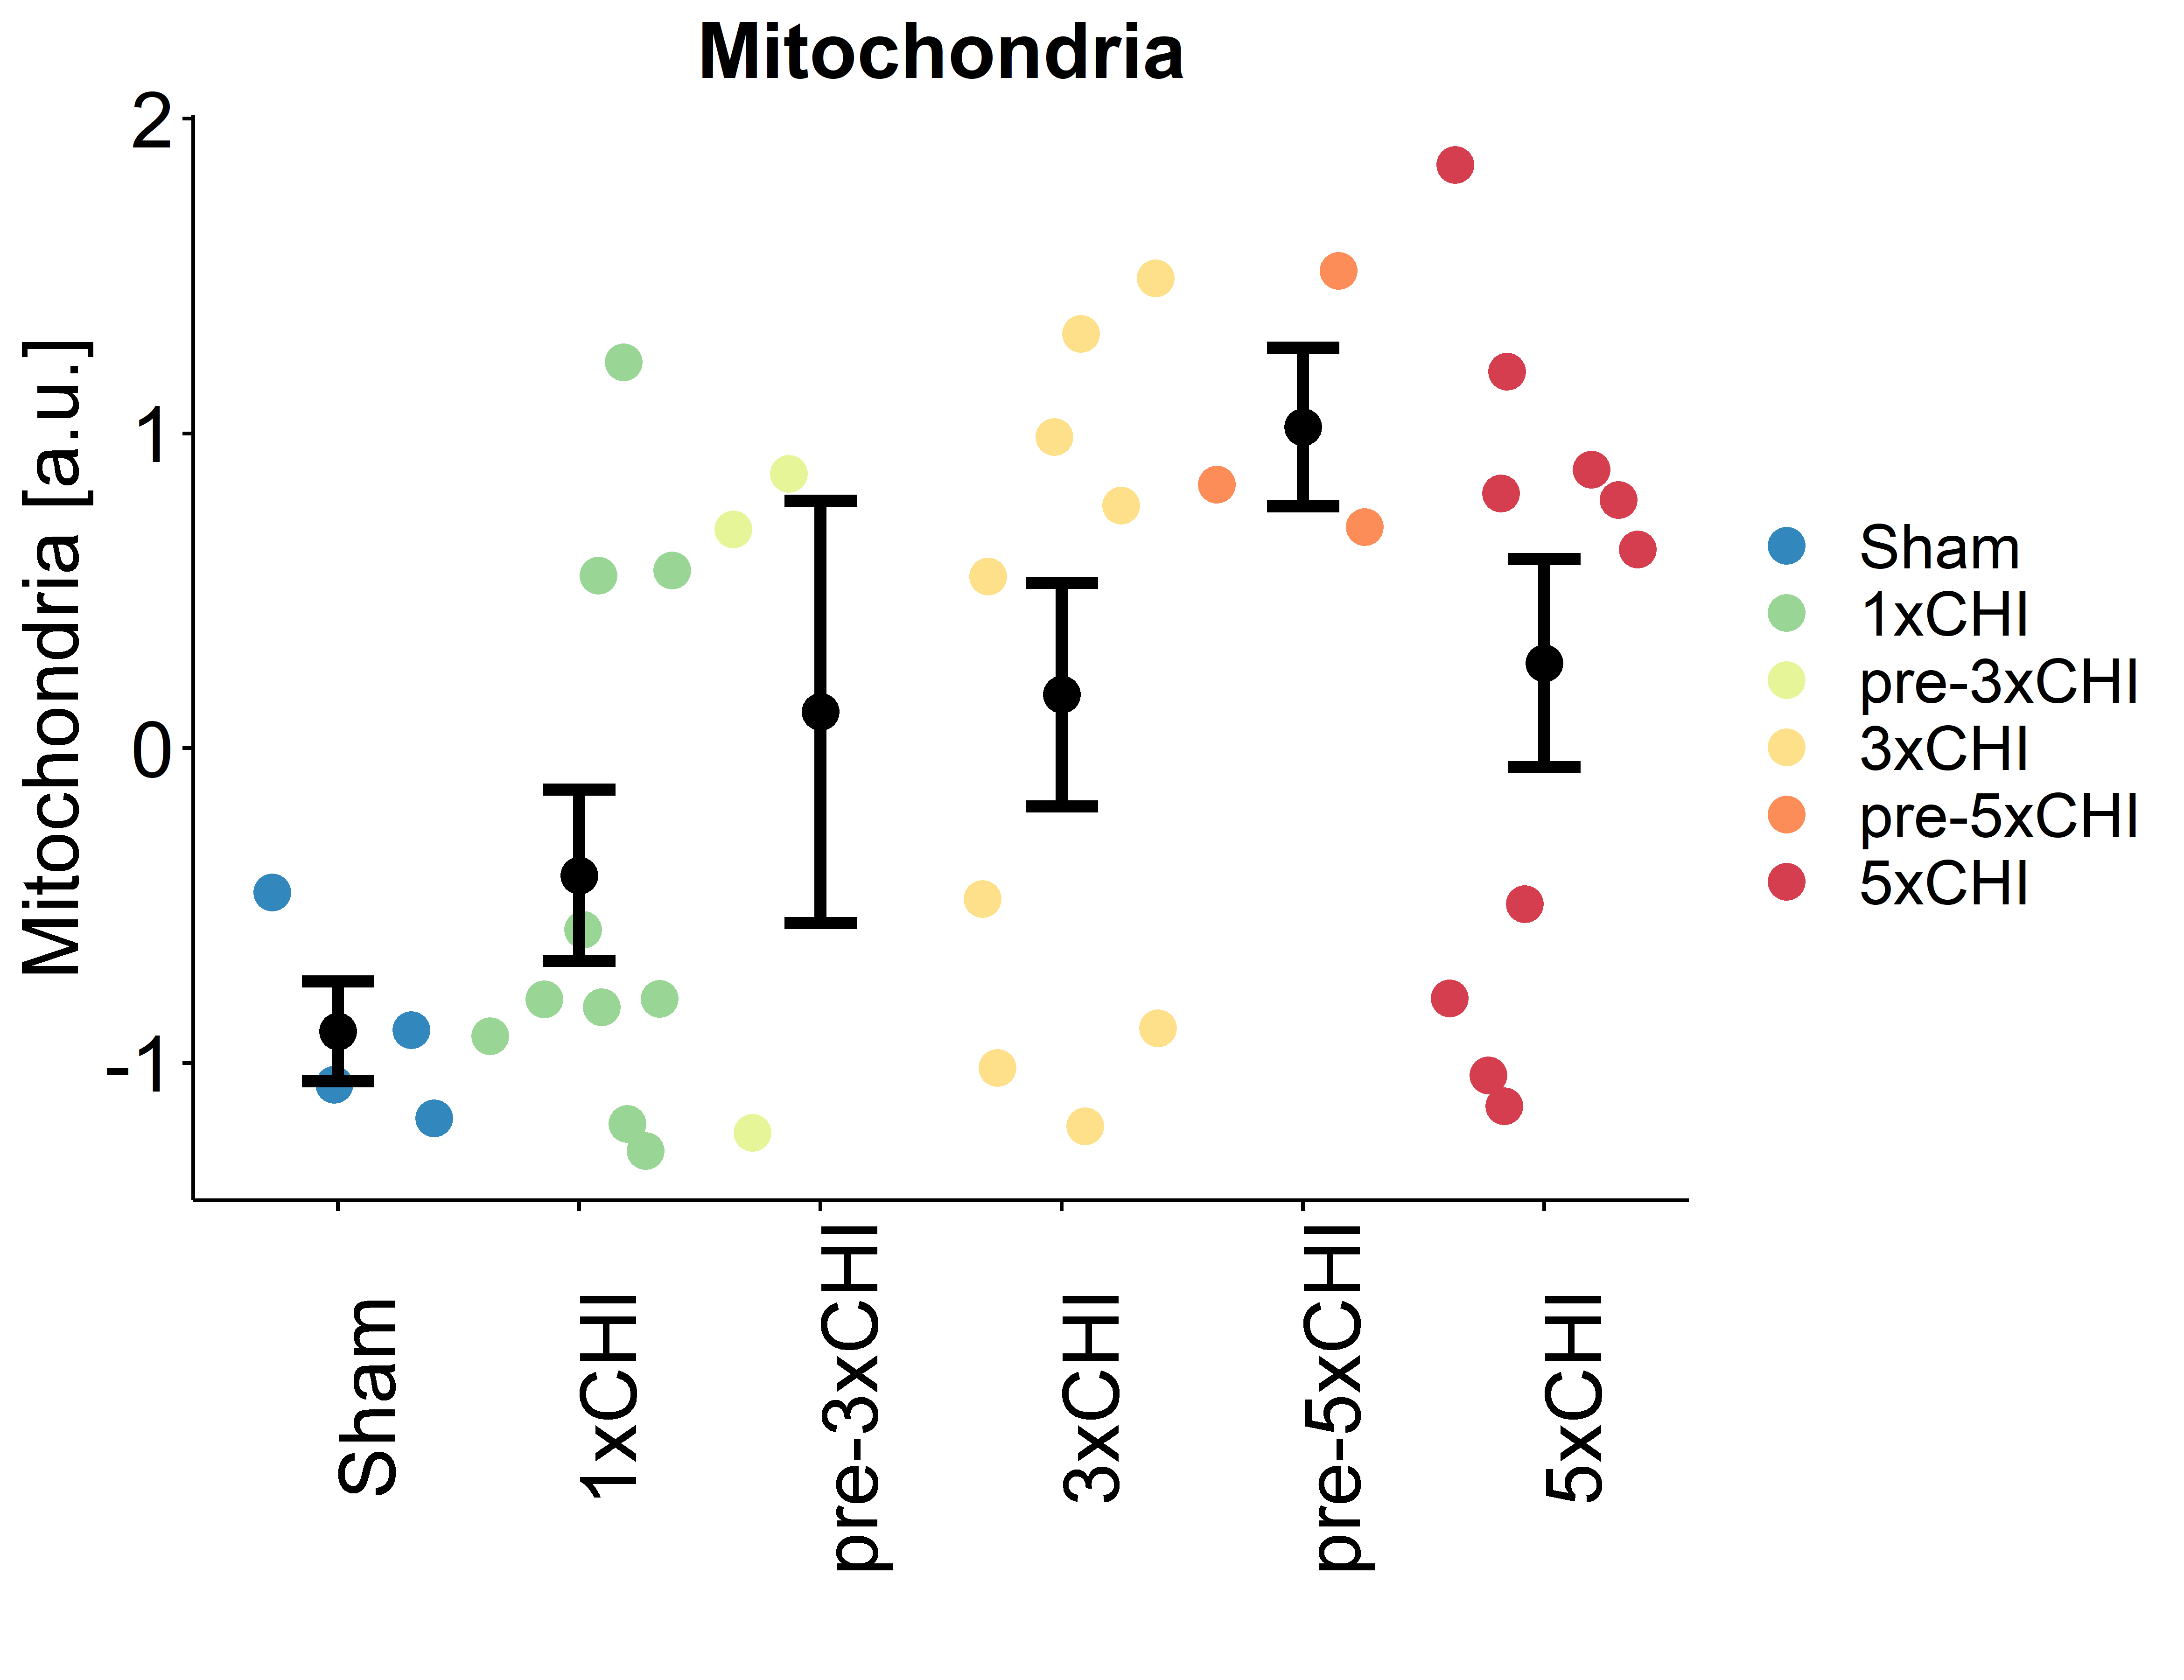 Mitochondria
Mitochondria [a.u.]
2
1
0
-1
Sham
1xCHI
pre-3xCHI
3xCHI
pre-5xCHI
5xCHI
Sham
1xCHI
pre-3xCHI
3xCHI
pre-5xCHI
5xCHI